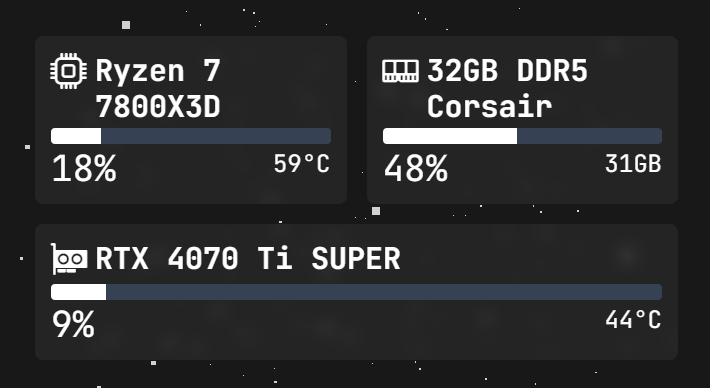 Ryzen 7
7800X3D
18% 59°C
32GB DDR5
Corsair
48% 31GB
RTX 4070 Ti SUPER
9% 44°C